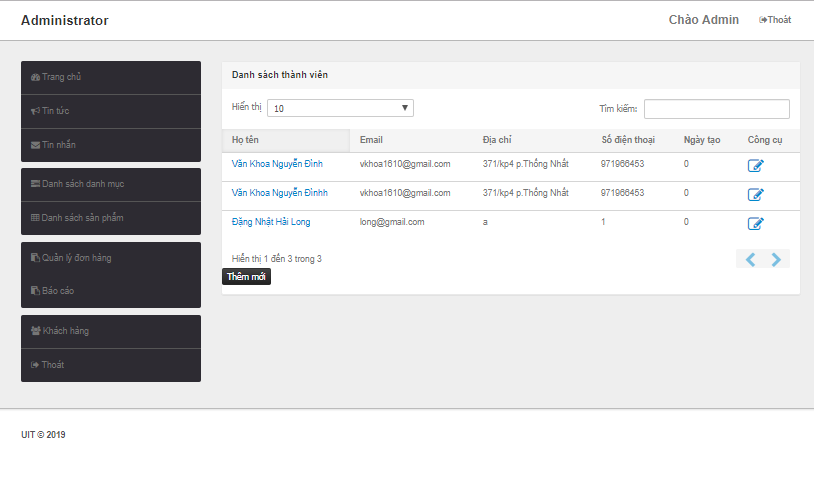 Administrator
Chào Admin
Thoát
Trang chủ
Tin tức
Tin nhắn
Danh sách danh mục
Danh sách sản phẩm
Quản lý đơn hàng
Báo cáo
Khách hàng
Thoát
Danh sách thành viên
Hiển thị 10
Tìm kiếm:
Họ tên Email Địa chỉ Số điện thoại Ngày tạo Công cụ
Văn Khoa Nguyễn Đình vkhoa1610@gmail.com 371/kp4 p.Thống Nhất 971966453 0
Văn Khoa Nguyễn Đinhh vkhoa1610@gmail.com 371/kp4 p.Thống Nhất 971966453 0
Đặng Nhật Hải Long long@gmail.com a 1 0
Hiển thị 1 đến 3 trong 3
Thêm mới
UIT © 2019